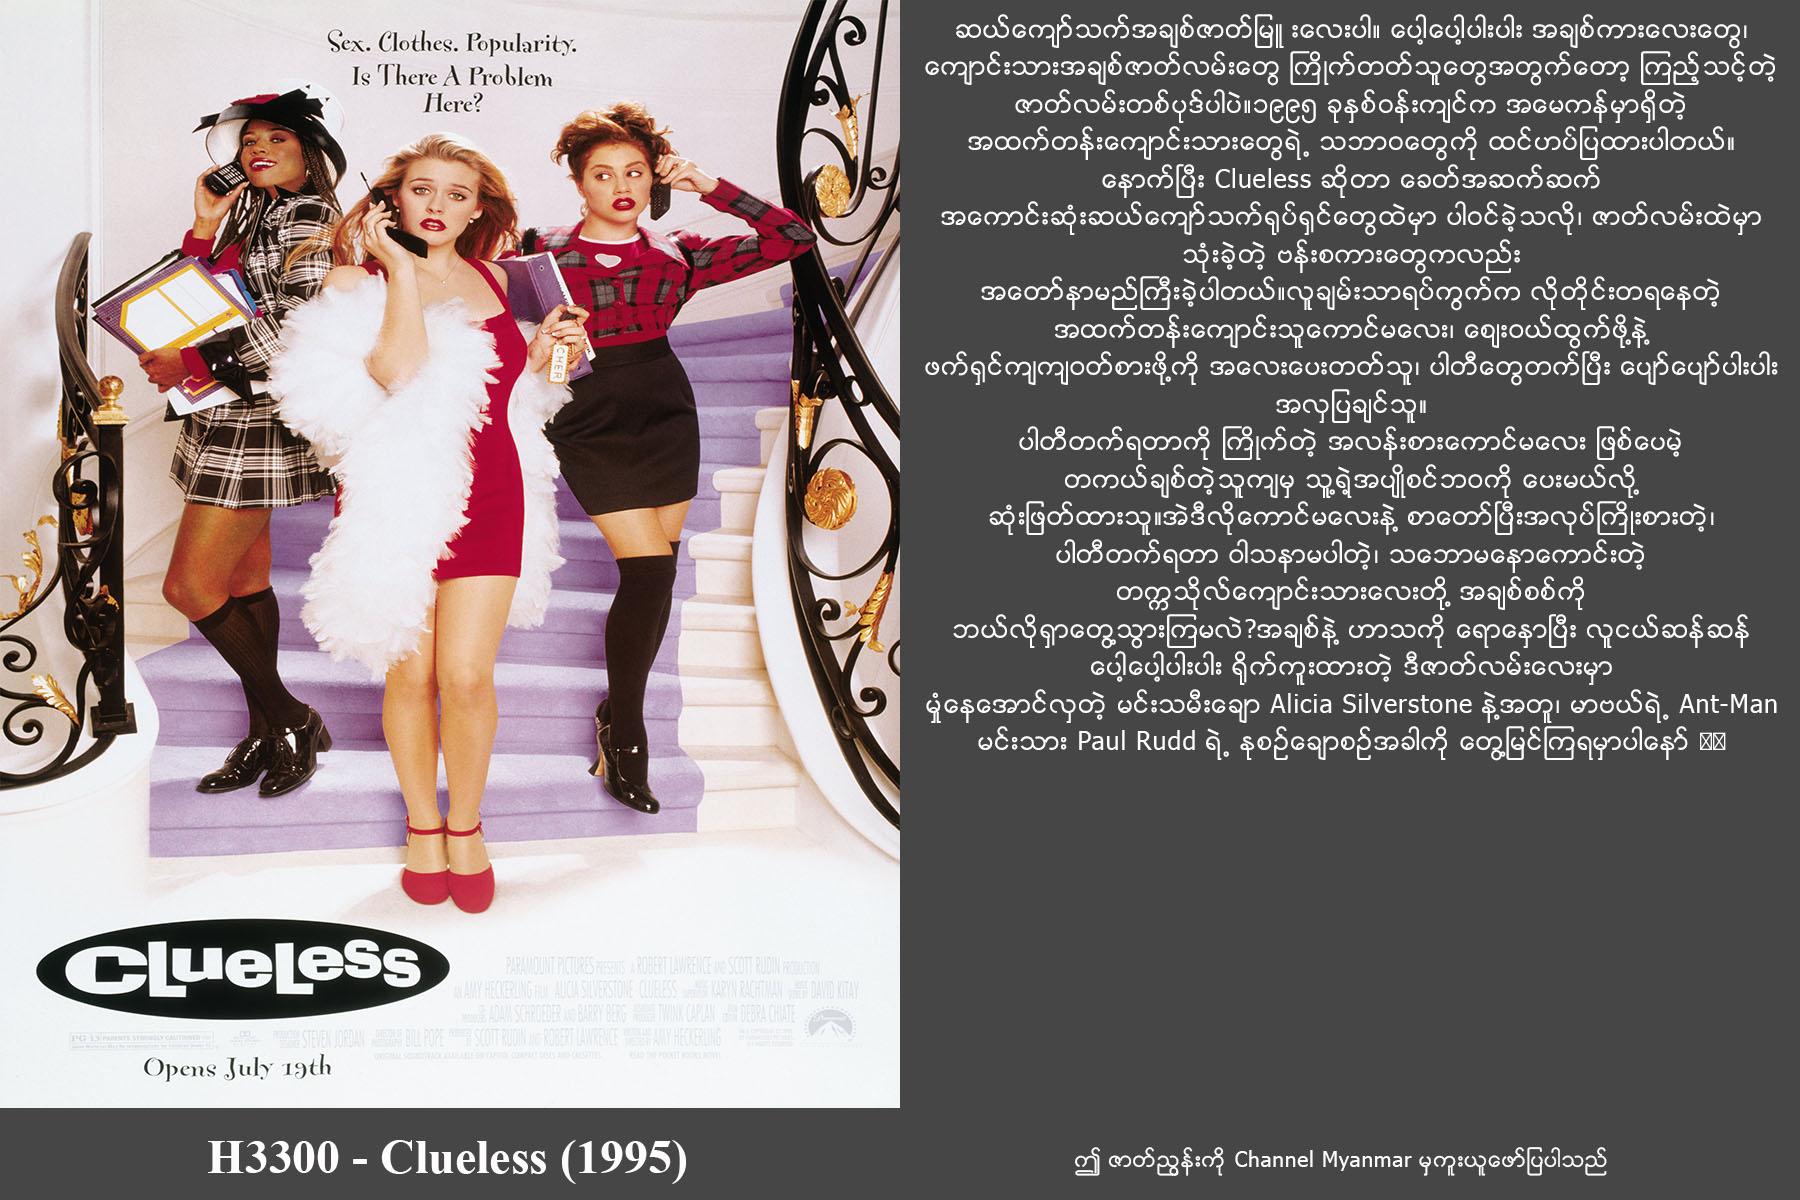 Sex. Clothes. Popularity.
Is There A Problem
Here?
CHER
CLUELESS
PARAMOUNT PICTURES PRESENTS A ROBERT LAWRENCE AND SCOTT RUDIN PRODUCTION
AN AMY HECKERLING FILM ALICIA SILVERSTONE CLUELESS MUSIC SUPERVISION KARYN RACHTMAN MUSIC SCORE BY DAVID KITAY
ADAM SCHROEDER AND BARRY BERG ASSOCIATE PRODUCER TWINK CAPLAN FILM EDITOR DEBRA CHIATE
PRODUCTION DESIGNER STEVEN JORDAN DIRECTOR OF PHOTOGRAPHY BILL POPE PRODUCED BY SCOTT RUDIN AND ROBERT LAWRENCE WRITTEN AND DIRECTED BY AMY HECKERLING
PG-13 PARENTS STRONGLY CAUTIONED
ORIGINAL SOUNDTRACK AVAILABLE ON CAPITOL COMPACT DISCS AND CASSETTES. READ THE POCKET BOOKS NOVEL
Opens July 19th
H3300 - Clueless (1995)
ဆယ်ကျော်သက်အချစ်ဇာတ်မြူ းလေးပါ။ ပေါ့ပေါ့ပါးပါး အချစ်ကားလေးတွေ၊
ကျောင်းသားအချစ်ဇာတ်လမ်းတွေ ကြိုက်တတ်သူတွေအတွက်တော့ ကြည့်သင့်တဲ့
ဇာတ်လမ်းတစ်ပုဒ်ပါပဲ။၁၉၉၅ ခုနှစ်ဝန်းကျင်က အမေကန်မှာရှိတဲ့
အထက်တန်းကျောင်းသားတွေရဲ့ သဘာဝတွေကို ထင်ဟပ်ပြထားပါတယ်။
နောက်ပြီး Clueless ဆိုတာ ခေတ်အဆက်ဆက်
အကောင်းဆုံးဆယ်ကျော်သက်ရုပ်ရှင်တွေထဲမှာ ပါဝင်ခဲ့သလို၊ ဇာတ်လမ်းထဲမှာ
သုံးခဲ့တဲ့ ဗန်းစကားတွေကလည်း
အတော်နာမည်ကြီးခဲ့ပါတယ်။လူချမ်းသာရပ်ကွက်က လိုတိုင်းတရနေတဲ့
အထက်တန်းကျောင်းသူကောင်မလေး၊ ဈေးဝယ်ထွက်ဖို့နဲ့
ဖက်ရှင်ကျကျဝတ်စားဖို့ကို အလေးပေးတတ်သူ၊ ပါတီတွေတက်ပြီး ပျော်ပျော်ပါးပါး
အလှပြချင်သူ။
ပါတီတက်ရတာကို ကြိုက်တဲ့ အလန်းစားကောင်မလေး ဖြစ်ပေမဲ့
တကယ်ချစ်တဲ့သူကျမှ သူ့ရဲ့အပျိုစင်ဘဝကို ပေးမယ်လို့
ဆုံးဖြတ်ထားသူ။အဲဒီလိုကောင်မလေးနဲ့ စာတော်ပြီးအလုပ်ကြိုးစားတဲ့၊
ပါတီတက်ရတာ ဝါသနာမပါတဲ့၊ သဘောမနောကောင်းတဲ့
တက္ကသိုလ်ကျောင်းသားလေးတို့ အချစ်စစ်ကို
ဘယ်လိုရှာတွေ့သွားကြမလဲ?အချစ်နဲ့ ဟာသကို ရောနှောပြီး လူငယ်ဆန်ဆန်
ပေါ့ပေါ့ပါးပါး ရိုက်ကူးထားတဲ့ ဒီဇာတ်လမ်းလေးမှာ
မှုံနေအောင်လှတဲ့ မင်းသမီးချော Alicia Silverstone နဲ့အတူ၊ မာဗယ်ရဲ့ Ant-Man
မင်းသား Paul Rudd ရဲ့ နုစဉ်ချောစဉ်အခါကို တွေ့မြင်ကြရမှာပါနော်
ဤ ဇာတ်ညွှန်းကို Channel Myanmar မှကူးယူဖော်ပြပါသည်